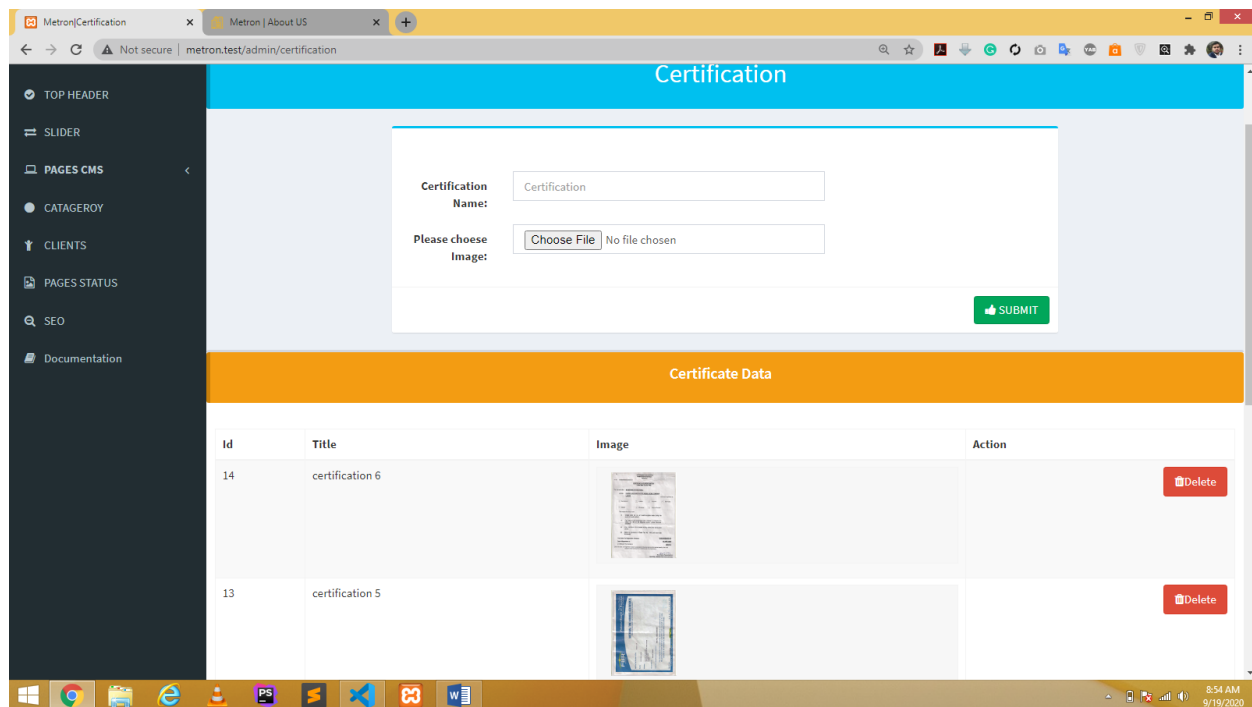 Metron|Certification
Metron | About US
Not secure | metron.test/admin/certification
Certification
TOP HEADER
SLIDER
PAGES CMS
CATAGEROY
CLIENTS
PAGES STATUS
SEO
Documentation
Certification
Name:
Certification
Please choese
Image:
Choose File No file chosen
SUBMIT
Certificate Data
Id Title Image Action
14 certification 6 Delete
13 certification 5 Delete
8:54 AM
9/19/2020